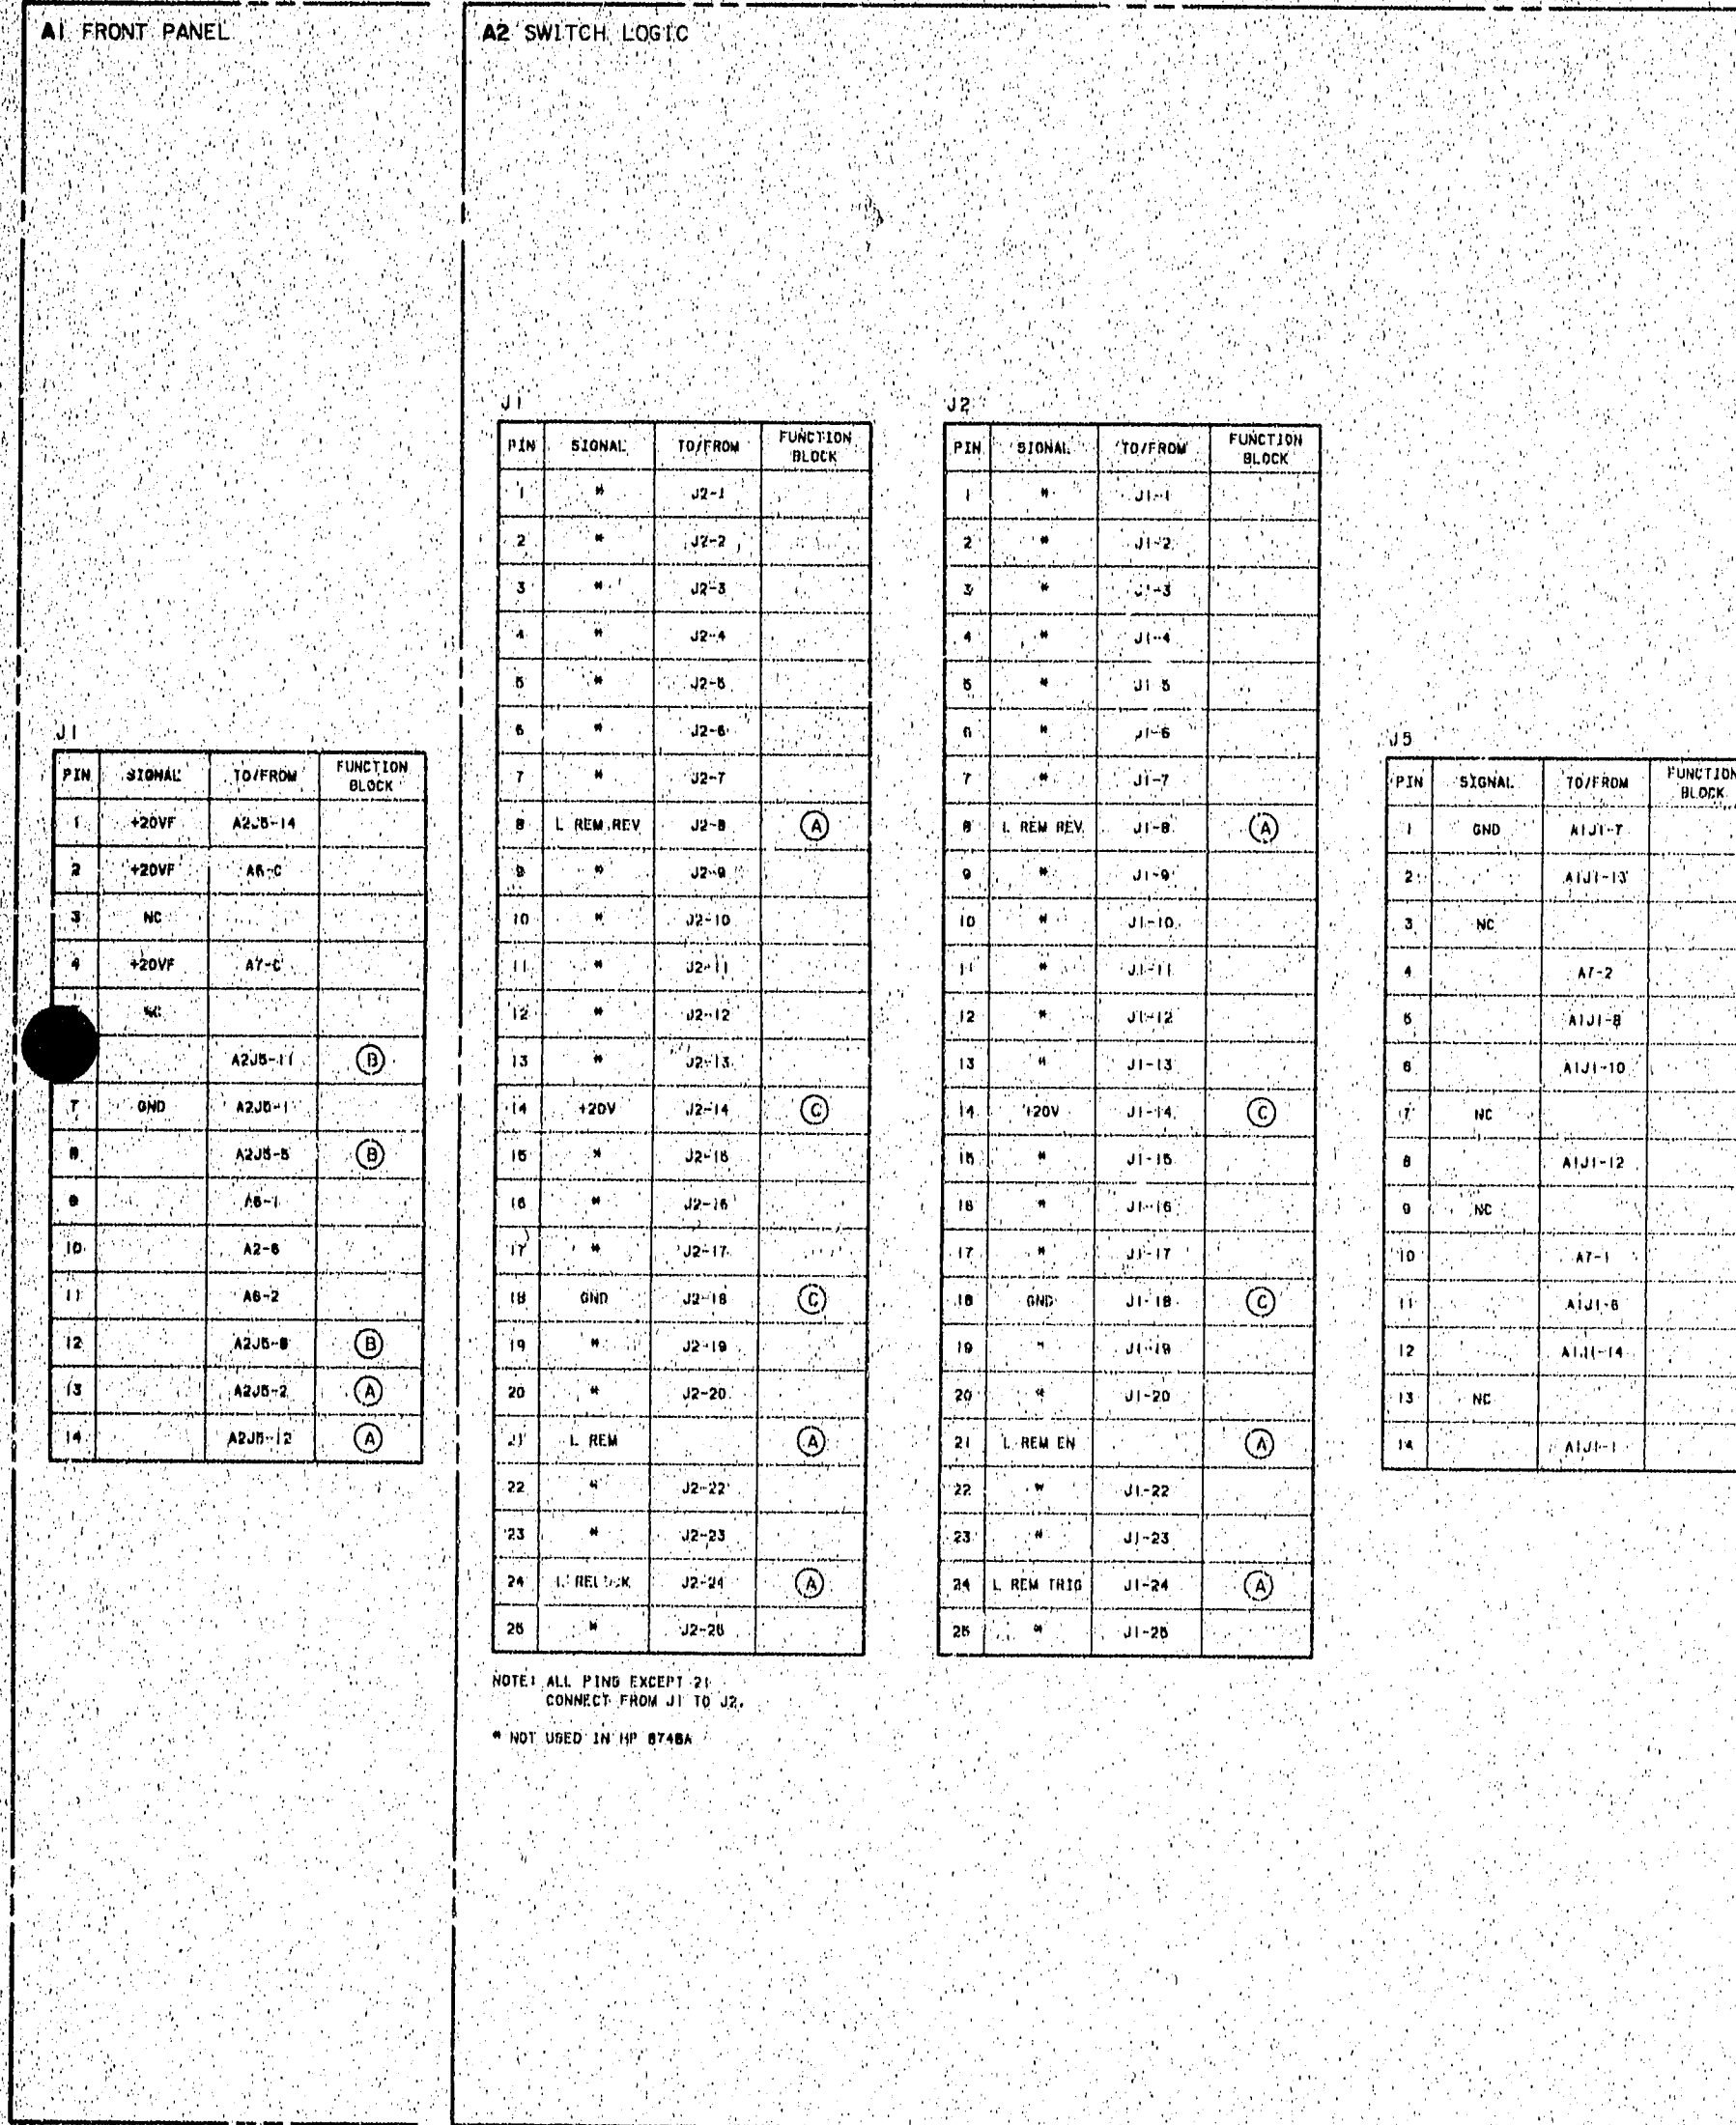 A1 FRONT PANEL
J1
PIN SIGNAL TO/FROM FUNCTION BLOCK
1 +20VF A2J5-14
2 +20VF A6-C
3 NC
4 +20VF A7-C
NC
A2J5-11 B
7 GND A2J5-1
8 A2J5-5 B
9 A6-1
10 A2-6
11 A6-2
12 A2J5-8 B
13 A2J5-2 A
14 A2J5-12 A
A2 SWITCH LOGIC
J1
PIN SIGNAL TO/FROM FUNCTION BLOCK
1 * J2-1
2 * J2-2
3 * J2-3
4 * J2-4
5 * J2-5
6 * J2-6
7 * J2-7
8 L REM REV J2-8 A
9 * J2-9
10 * J2-10
11 * J2-11
12 * J2-12
13 * J2-13
14 +20V J2-14 C
15 * J2-15
16 * J2-16
17 * J2-17
18 GND J2-18 C
19 * J2-19
20 * J2-20
21 L REM A
22 * J2-22
23 * J2-23
24 L J2-24 A
25 * J2-25
NOTE: ALL PINS EXCEPT 21
CONNECT FROM J1 TO J2.
* NOT USED IN HP 8748A
J2
PIN SIGNAL TO/FROM FUNCTION BLOCK
1 * J1-1
2 * J1-2
3 * J1-3
4 * J1-4
5 * J1-5
6 * J1-6
7 * J1-7
8 L REM REV J1-8 A
9 * J1-9
10 * J1-10
11 * J1-11
12 * J1-12
13 * J1-13
14 +20V J1-14 C
15 * J1-15
16 * J1-16
17 * J1-17
18 GND J1-18 C
19 * J1-19
20 * J1-20
21 L REM EN A
22 * J1-22
23 * J1-23
24 L REM TRIG J1-24 A
25 * J1-25
J5
PIN SIGNAL TO/FROM FUNCTION BLOCK
1 GND A1J1-7
2 A1J1-13
3 NC
4 A7-2
5 A1J1-8
6 A1J1-10
7 NC
8 A1J1-12
9 NC
10 A7-1
11 A1J1-6
12 A1J1-14
13 NC
14 A1J1-1